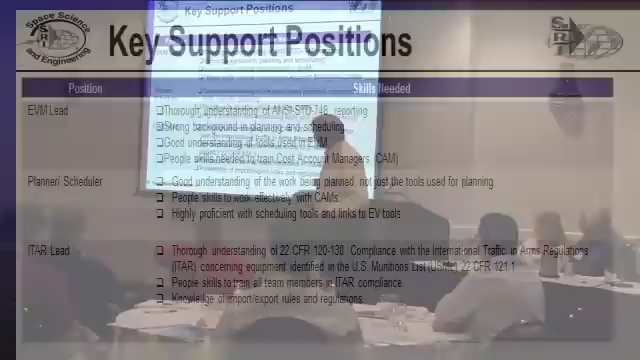 Space Science
and Engineering
Key Support Positions
SRI
Key Support Positions
Position Skills Needed
EVM Lead
Thorough understanding of ANSI-STD-748 reporting
Strong background in planning and scheduling
Good understanding of tools used in EVM
People skills needed to train Cost Account Managers CAM)
Planner/ Scheduler
Good understanding of the work being planned not just the tools used for planning
People skills to work effectively with CAMs.
Highly proficient with scheduling tools and links to EV tools
ITAR Lead
Thorough understanding of 22 CFR 120-130 Compliance with the International Traffic in Arms Regulations
(ITAR) concerning equipment identified in the U.S. Munitions List (USML) 22 CFR 121.1
People skills to train all team members in ITAR compliance.
Knowledge of import/export rules and regulations.